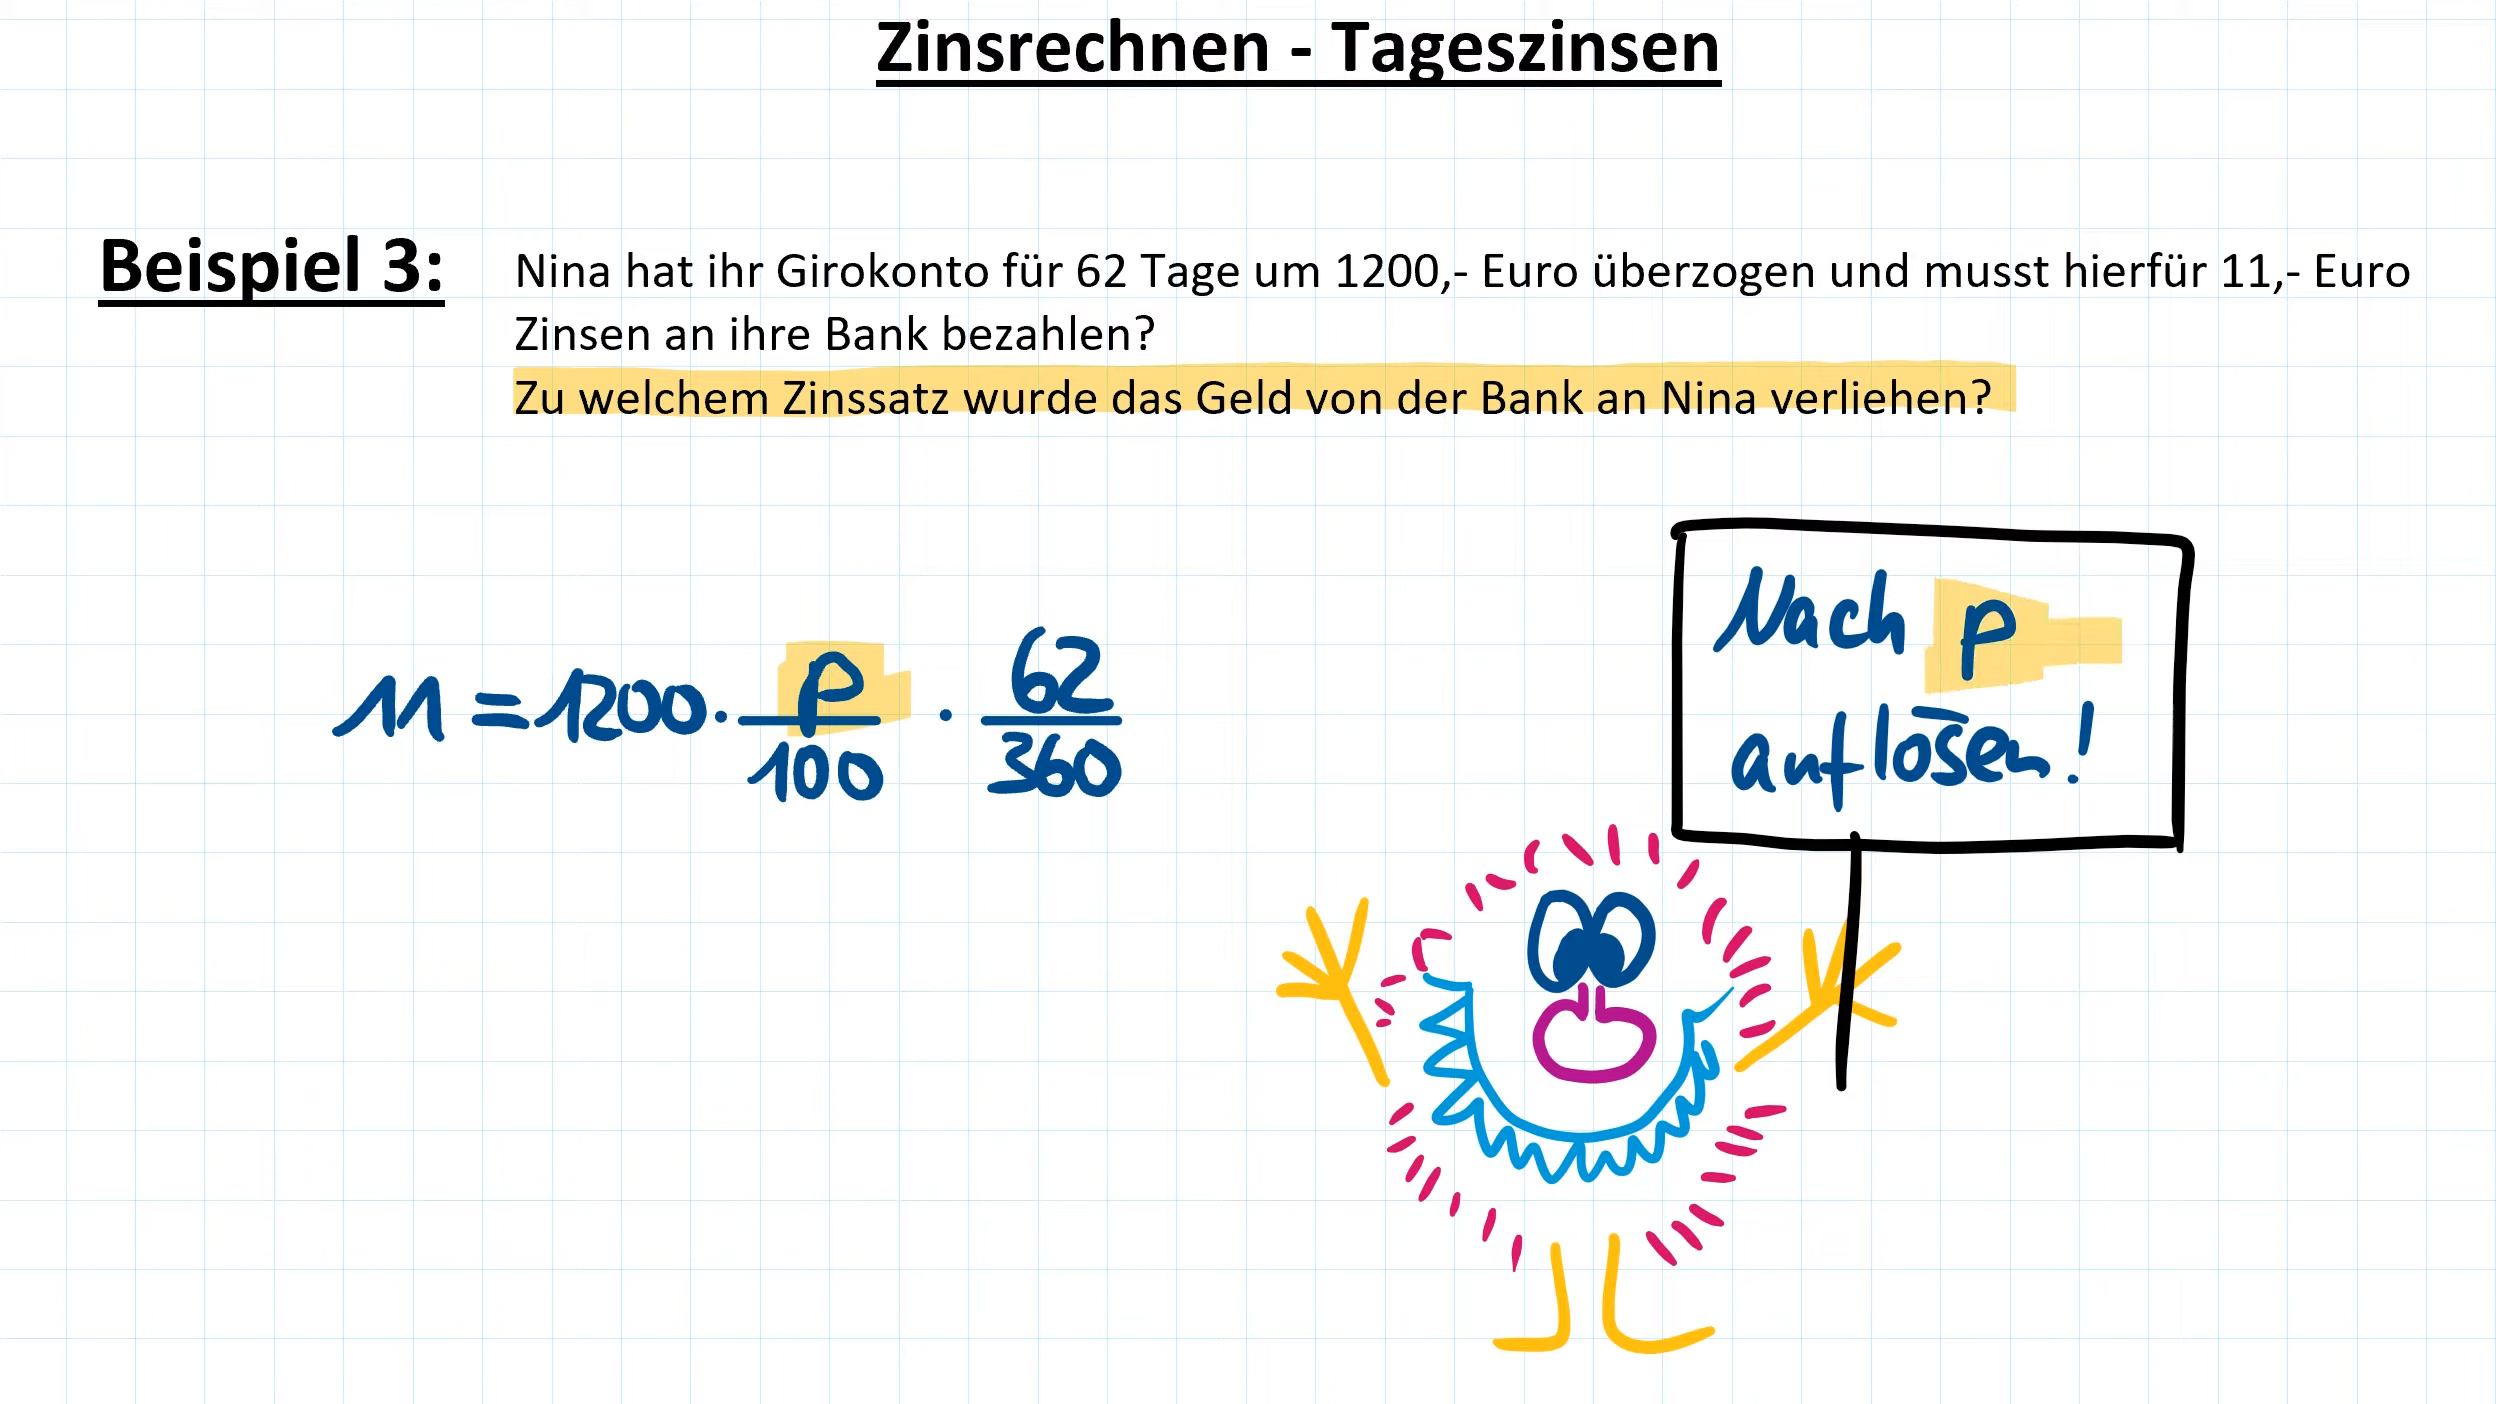 Zinsrechnen - Tageszinsen
Beispiel 3:
Nina hat ihr Girokonto für 62 Tage um 1200,- Euro überzogen und musst hierfür 11,- Euro
Zinsen an ihre Bank bezahlen?
Zu welchem Zinssatz wurde das Geld von der Bank an Nina verliehen?
11 = 1200 · p/100 · 62/360
Nach p
auflösen!